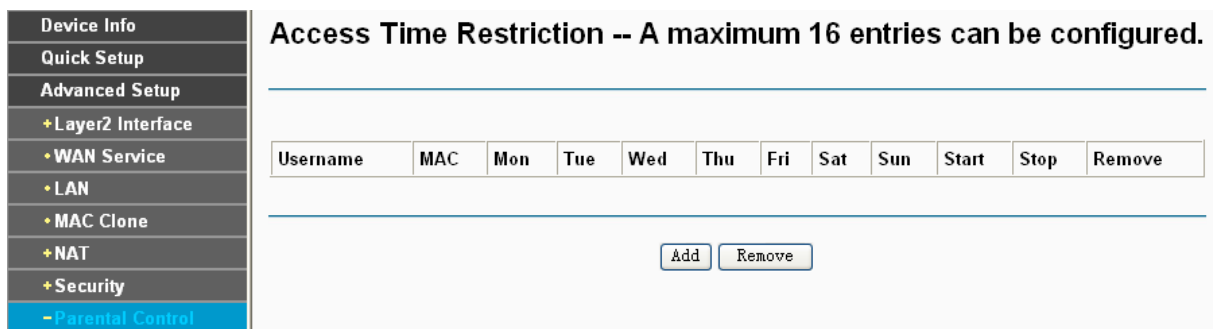 Device Info
Quick Setup
Advanced Setup
+Layer2 Interface
•WAN Service
•LAN
•MAC Clone
+NAT
+Security
-Parental Control
Access Time Restriction -- A maximum 16 entries can be configured.
Username MAC Mon Tue Wed Thu Fri Sat Sun Start Stop Remove
Add Remove